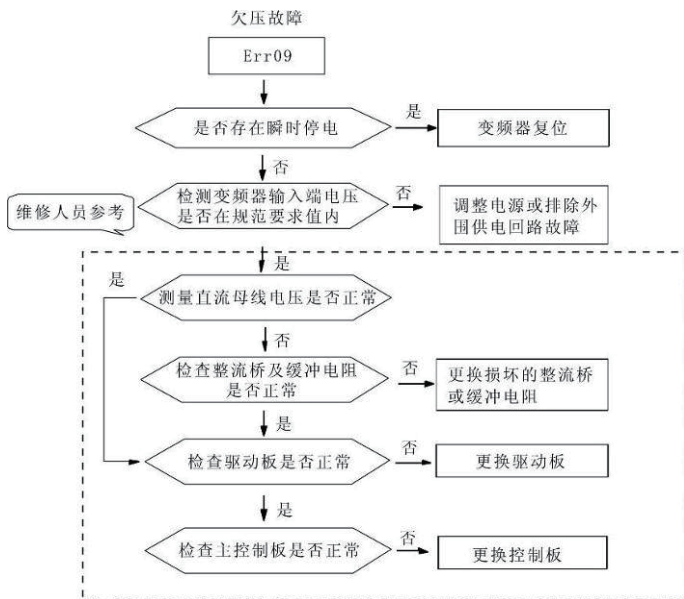 欠压故障
Err09
是否存在瞬时停电
是
变频器复位
否
维修人员参考
检测变频器输入端电压
是否在规范要求值内
否
调整电源或排除外
围供电回路故障
是
是
测量直流母线电压是否正常
否
检查整流桥及缓冲电阻
是否正常
否
更换损坏的整流桥
或缓冲电阻
是
检查驱动板是否正常
否
更换驱动板
是
检查主控制板是否正常
否
更换控制板